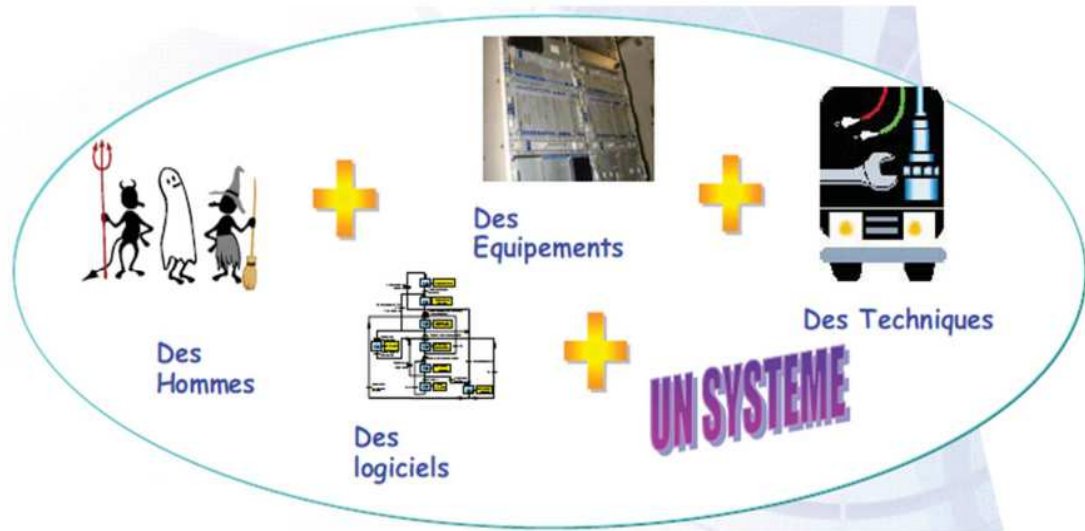 Des
Equipements
Des Techniques
Des
Hommes
UN SYSTEME
Des
logiciels